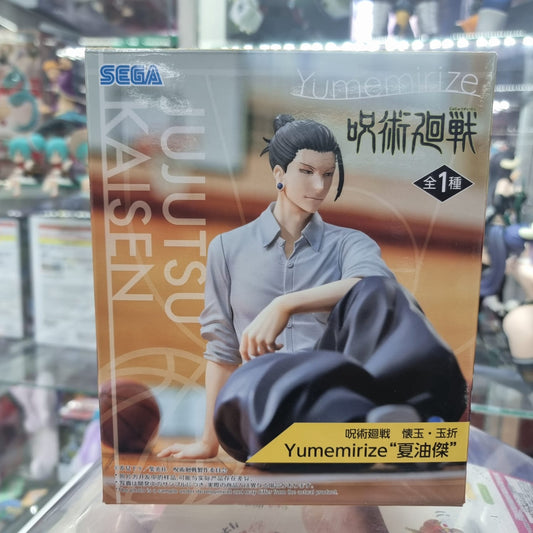 SEGA
Yumemirize
JUJUTSU
KAISEN
呪術廻戦
全1種
呪術廻戦 懐玉・玉折
Yumemirize“夏油傑”